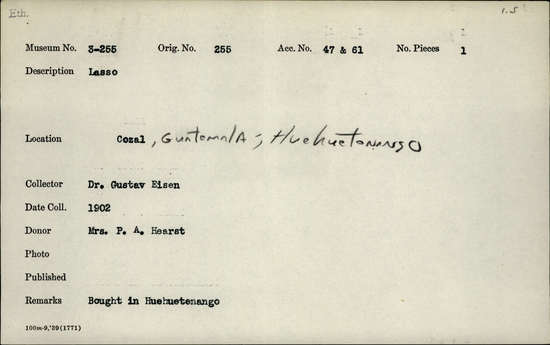 Eth. 1.5
Museum No. 3-255 Orig. No. 255 Acc. No. 47 & 61 No. Pieces 1
Description Lasso
Location Cozal, Guatemala; Huehuetenango
Collector Dr. Gustav Eisen
Date Coll. 1902
Donor Mrs. P. A. Hearst
Photo
Published
Remarks Bought in Huehuetenango
100m-9,'39(1771)